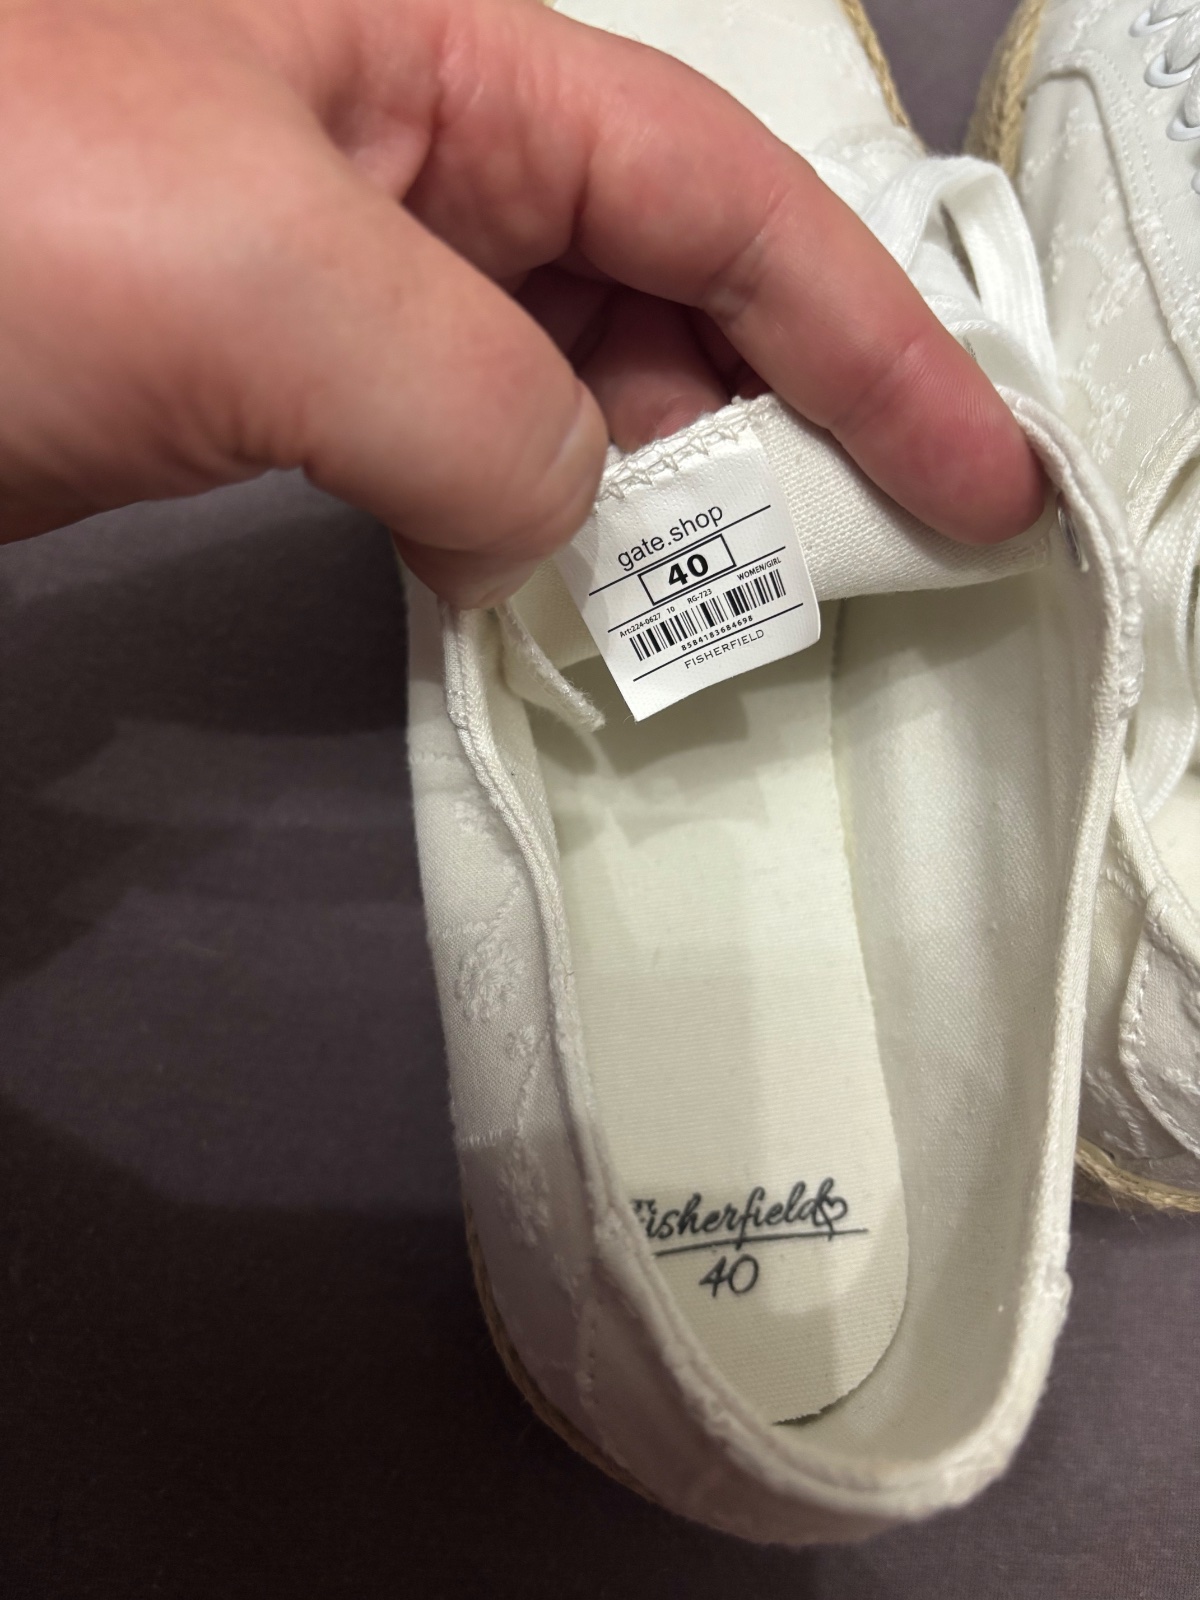 gate.shop
40
Art:224-0627 10 RG-723 WOMEN/GIRL
8584183684698
FISHERFIELD
Fisherfield
40